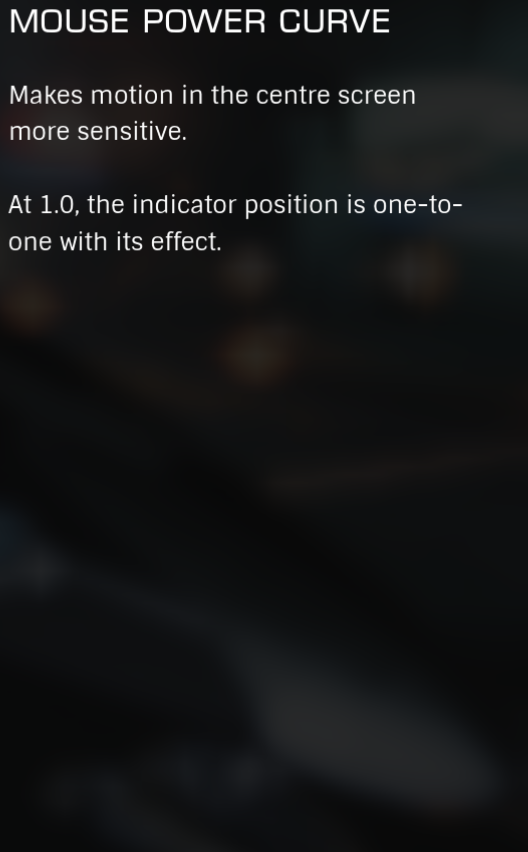 MOUSE POWER CURVE
Makes motion in the centre screen
more sensitive.
At 1.0, the indicator position is one-to-
one with its effect.